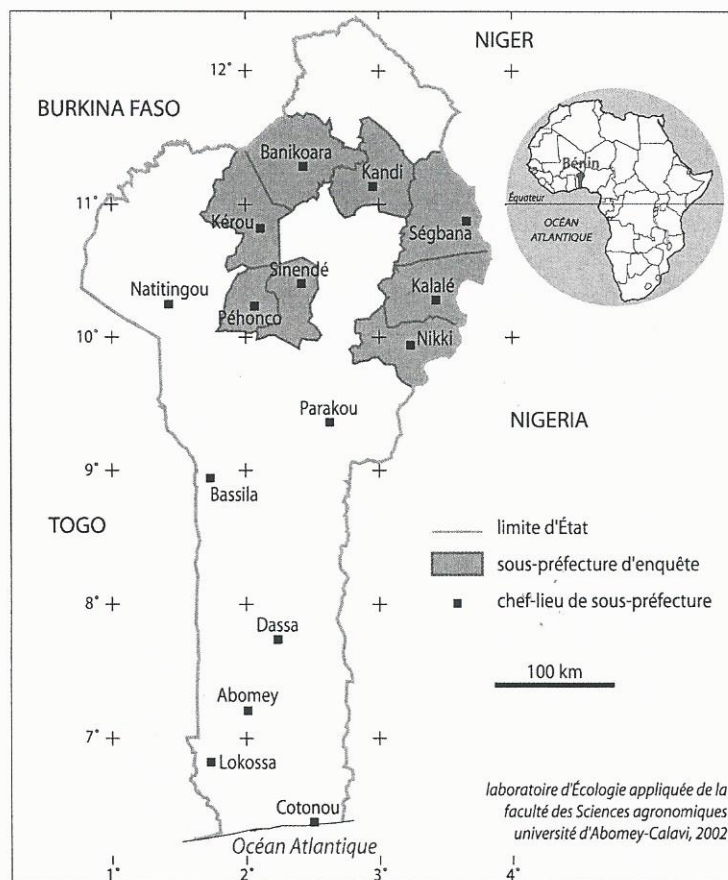 NIGER
12°
BURKINA FASO
Banikoara
Kandi
Bénin
11°
Équateur
Kérou
Ségbana
OCÉAN
ATLANTIQUE
Sinendé
Natitingou
Kalalé
Péhonco
10°
Nikki
Parakou
NIGERIA
9°
Bassila
TOGO
limite d'État
sous-préfecture d'enquête
8°
chef-lieu de sous-préfecture
Dassa
100 km
Abomey
7°
Lokossa
laboratoire d'Écologie appliquée de la
faculté des Sciences agronomiques
université d'Abomey-Calavi, 2002
Cotonou
Océan Atlantique
1° 2° 3° 4°